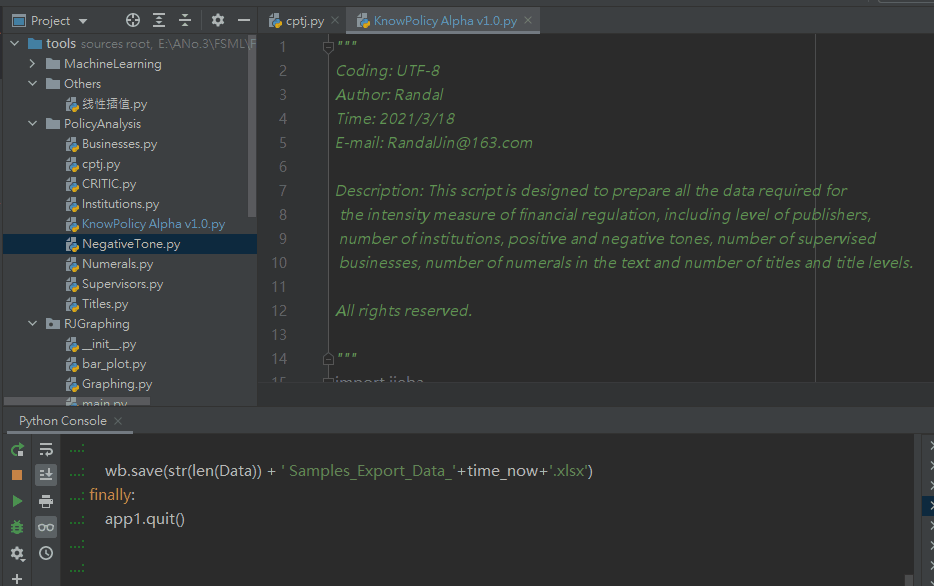 Project
cptj.py
KnowPolicy Alpha v1.0.py
tools sources root, E:\ANo.3\FSML\F
MachineLearning
Others
线性插值.py
PolicyAnalysis
Businesses.py
cptj.py
CRITIC.py
Institutions.py
KnowPolicy Alpha v1.0.py
NegativeTone.py
Numerals.py
Supervisors.py
Titles.py
RJGraphing
__init__.py
bar_plot.py
Graphing.py
main.py
1 """
2 Coding: UTF-8
3 Author: Randal
4 Time: 2021/3/18
5 E-mail: RandalJin@163.com
6
7 Description: This script is designed to prepare all the data required for
8 the intensity measure of financial regulation, including level of publishers,
9 number of institutions, positive and negative tones, number of supervised
10 businesses, number of numerals in the text and number of titles and title levels.
11
12 All rights reserved.
13
14 """
15 import jieba
Python Console
...:
...: wb.save(str(len(Data)) + ' Samples_Export_Data_'+time_now+'.xlsx')
...: finally:
...: app1.quit()
...:
...: